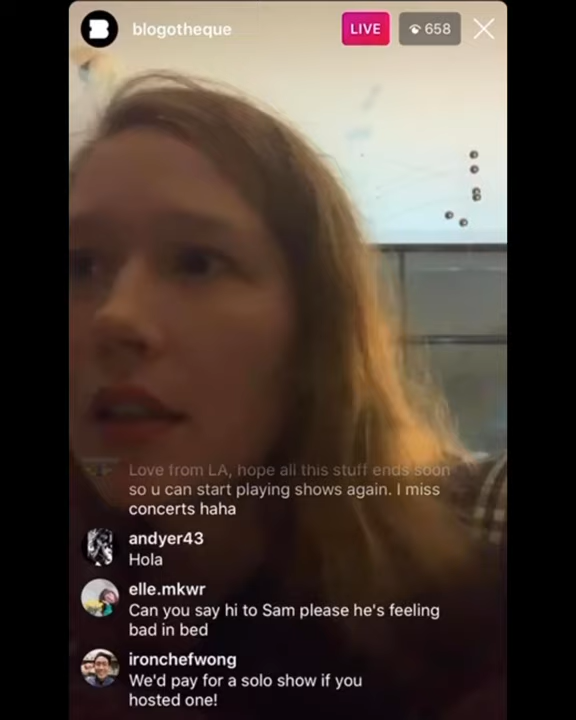 blogotheque
LIVE
658
Love from LA, hope all this stuff ends soon
so u can start playing shows again. I miss
concerts haha
andyer43
Hola
elle.mkwr
Can you say hi to Sam please he's feeling
bad in bed
ironchefwong
We'd pay for a solo show if you
hosted one!